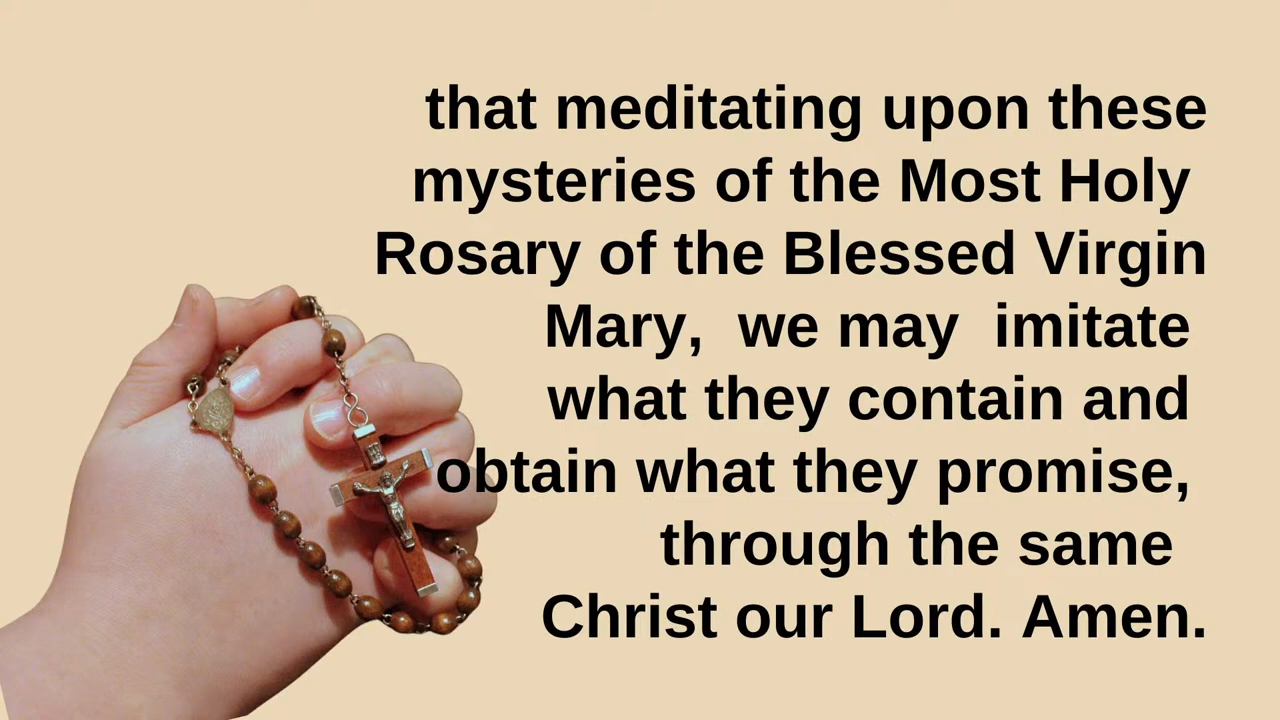 that meditating upon these
mysteries of the Most Holy
Rosary of the Blessed Virgin
Mary, we may imitate
what they contain and
obtain what they promise,
through the same
Christ our Lord. Amen.